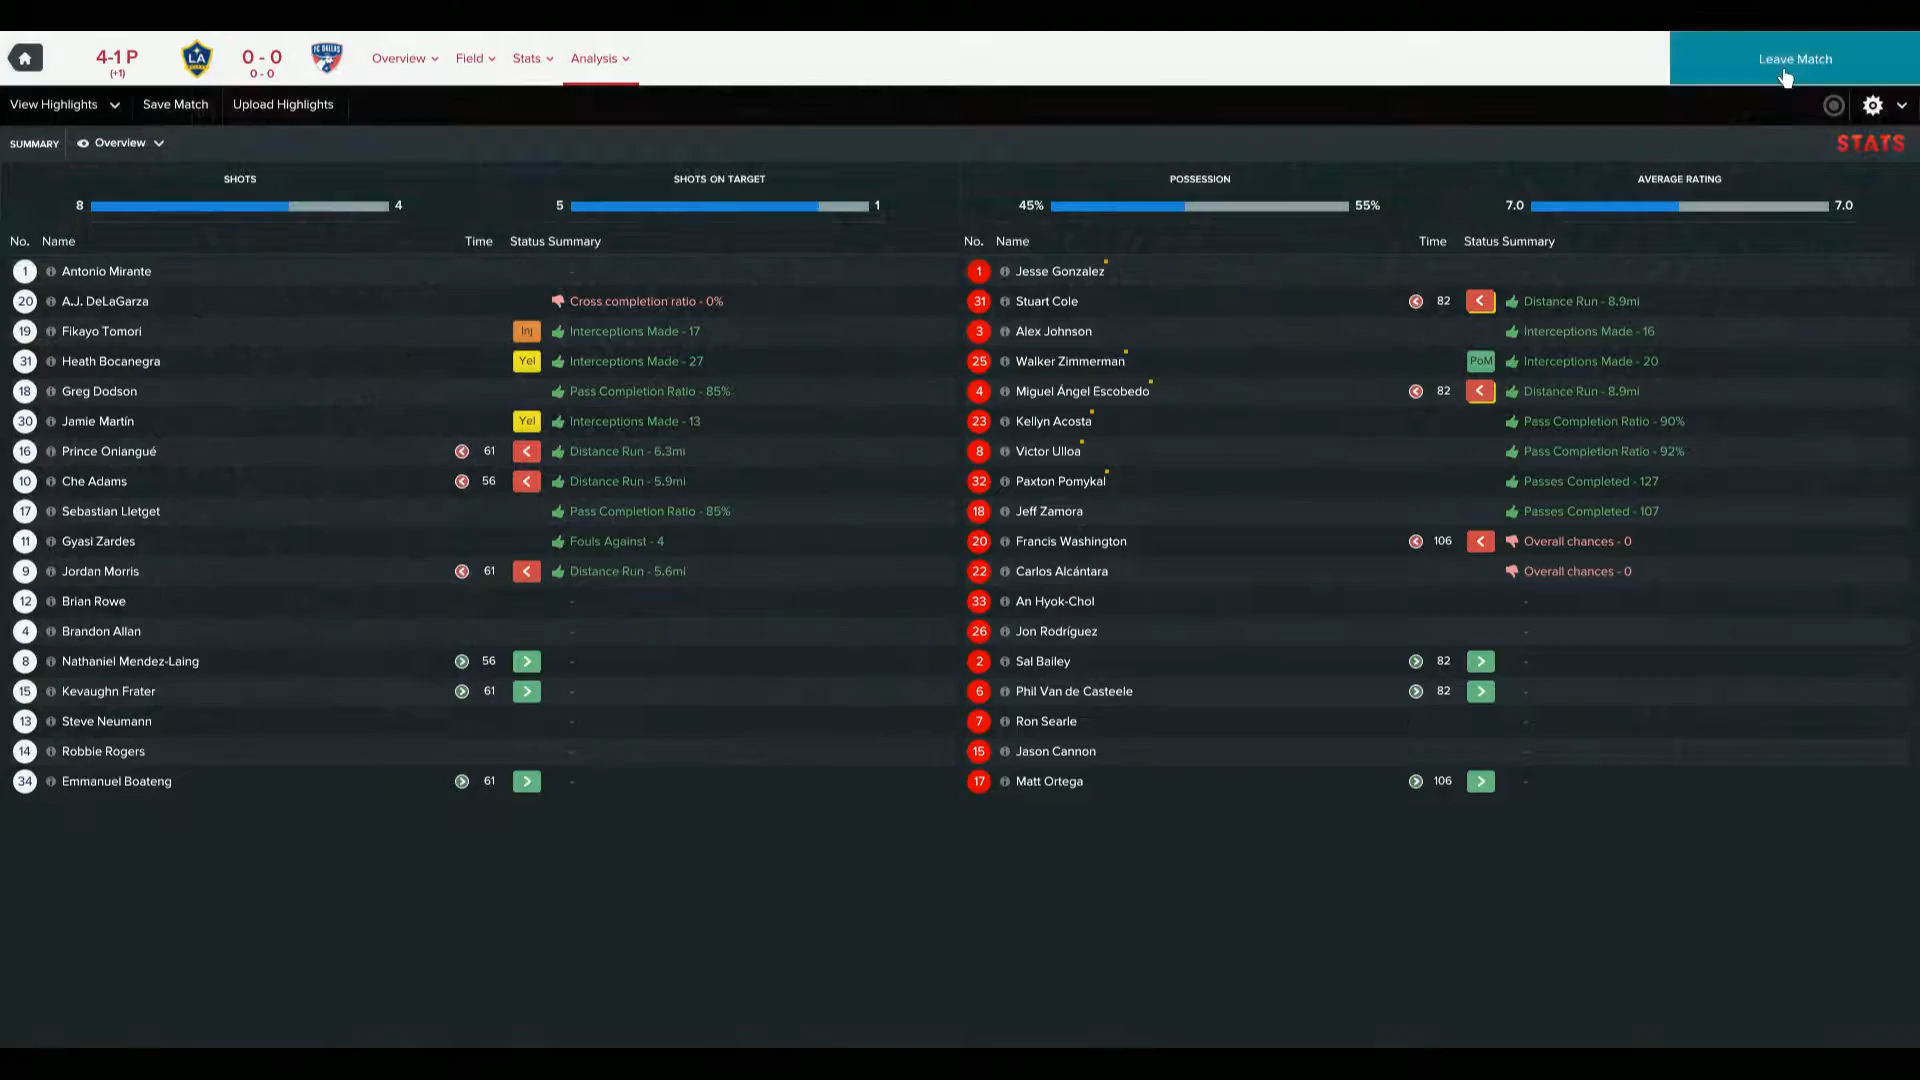 4-1 P
(+1)
LA
0 - 0
0 - 0
FC DALLAS
Overview
Field
Stats
Analysis
Leave Match
View Highlights
Save Match
Upload Highlights
SUMMARY
Overview
STATS
SHOTS
SHOTS ON TARGET
POSSESSION
AVERAGE RATING
8 4
5 1
45% 55%
7.0 7.0
No. Name Time Status Summary
1 Antonio Mirante -
20 A.J. DeLaGarza Cross completion ratio - 0%
19 Fikayo Tomori Inj Interceptions Made - 17
31 Heath Bocanegra Yel Interceptions Made - 27
18 Greg Dodson Pass Completion Ratio - 85%
30 Jamie Martín Yel Interceptions Made - 13
16 Prince Oniangué 61 Distance Run - 6.3mi
10 Che Adams 56 Distance Run - 5.9mi
17 Sebastian Lletget Pass Completion Ratio - 85%
11 Gyasi Zardes Fouls Against - 4
9 Jordan Morris 61 Distance Run - 5.6mi
12 Brian Rowe -
4 Brandon Allan -
8 Nathaniel Mendez-Laing 56 -
15 Kevaughn Frater 61 -
13 Steve Neumann -
14 Robbie Rogers -
34 Emmanuel Boateng 61 -
No. Name Time Status Summary
1 Jesse Gonzalez
31 Stuart Cole 82 Distance Run - 8.9mi
3 Alex Johnson Interceptions Made - 16
25 Walker Zimmerman PoM Interceptions Made - 20
4 Miguel Ángel Escobedo 82 Distance Run - 8.9mi
23 Kellyn Acosta Pass Completion Ratio - 90%
8 Victor Ulloa Pass Completion Ratio - 92%
32 Paxton Pomykal Passes Completed - 127
18 Jeff Zamora Passes Completed - 107
20 Francis Washington 106 Overall chances - 0
22 Carlos Alcántara Overall chances - 0
33 An Hyok-Chol -
26 Jon Rodríguez -
2 Sal Bailey 82 -
6 Phil Van de Casteele 82 -
7 Ron Searle -
15 Jason Cannon -
17 Matt Ortega 106 -